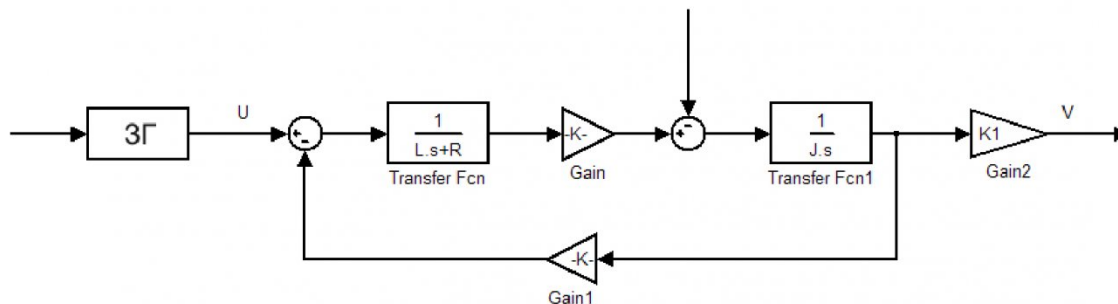 U
V
ЗГ
+
-
1
L.s+R
-K-
+
-
1
J.s
K1
Transfer Fcn
Gain
Transfer Fcn1
Gain2
-K-
Gain1